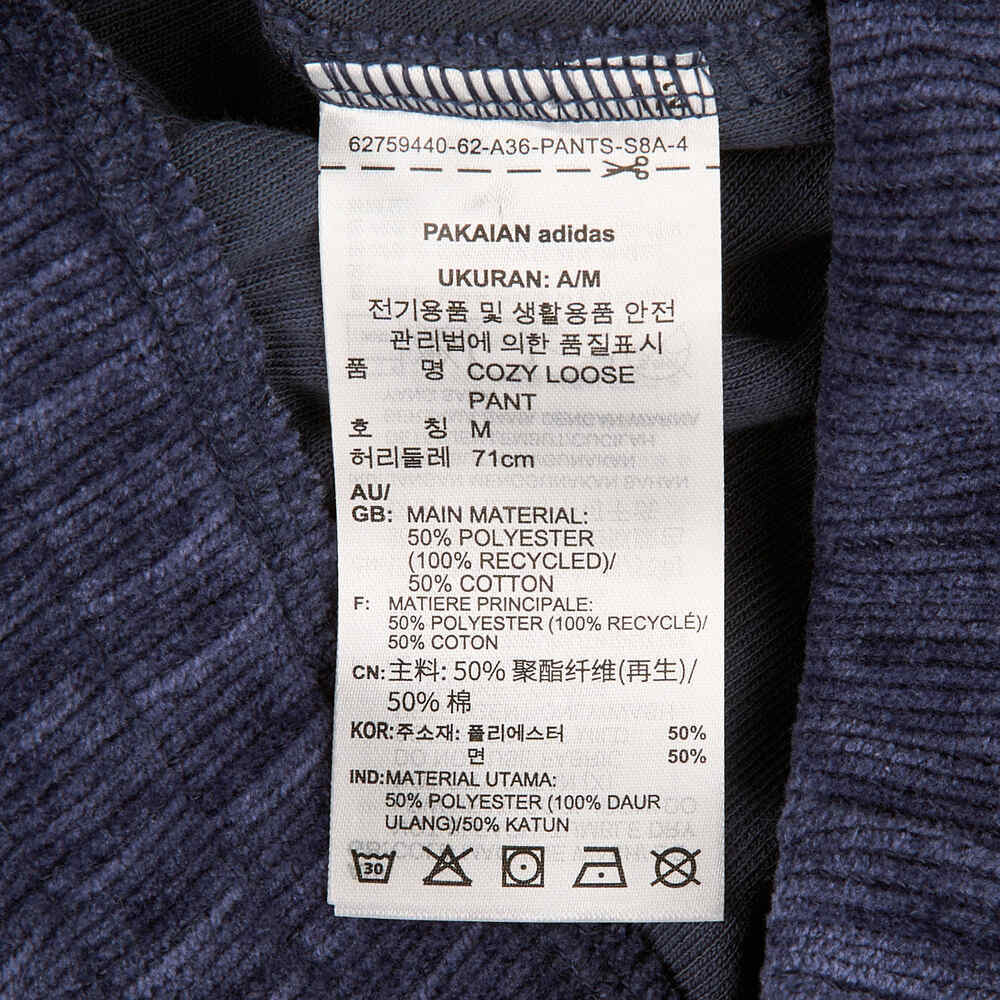 62759440-62-A36-PANTS-S8A-4
PAKAIAN adidas
UKURAN: A/M
전기용품 및 생활용품 안전
관리법에 의한 품질표시
품 명 COZY LOOSE
PANT
호 칭 M
허리둘레 71cm
AU/
GB: MAIN MATERIAL:
50% POLYESTER
(100% RECYCLED)/
50% COTTON
F: MATIERE PRINCIPALE:
50% POLYESTER (100% RECYCLÉ)/
50% COTON
CN:主料: 50% 聚酯纤维(再生)/
50% 棉
KOR:주소재: 폴리에스터 50%
면 50%
IND:MATERIAL UTAMA:
50% POLYESTER (100% DAUR
ULANG)/50% KATUN
30